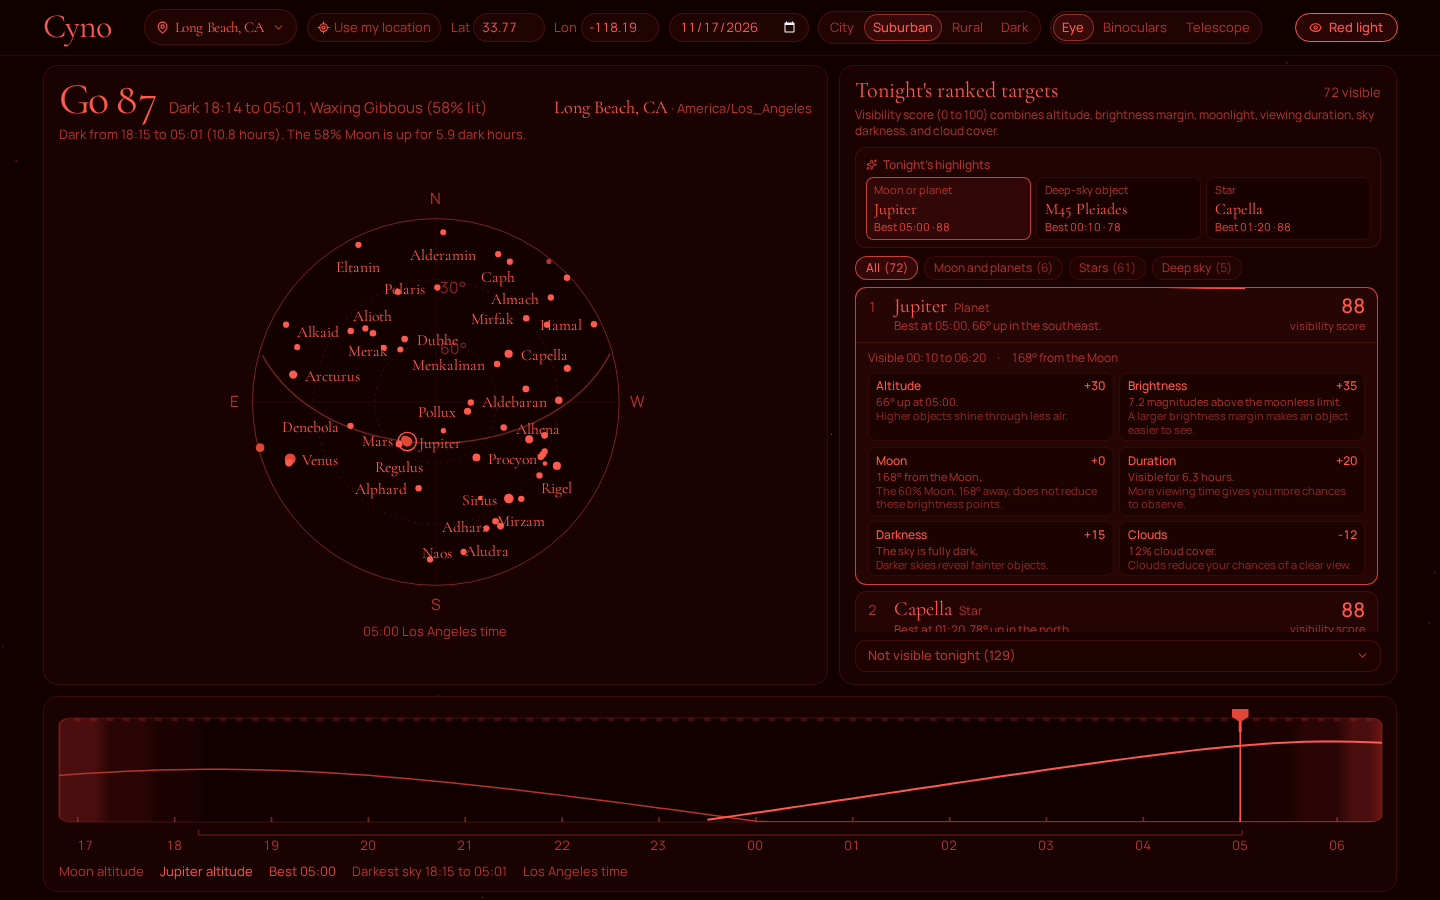 Cyno
Long Beach, CA
Use my location
Lat 33.77
Lon -118.19
11/17/2026
City Suburban Rural Dark
Eye Binoculars Telescope
Red light
Go 87 Dark 18:14 to 05:01, Waxing Gibbous (58% lit)
Long Beach, CA · America/Los_Angeles
Dark from 18:15 to 05:01 (10.8 hours). The 58% Moon is up for 5.9 dark hours.
N
Alderamin
Eltanin
Caph
Polaris
30°
Almach
Alioth
Mirfak
Hamal
Alkaid
Dubhe
60°
Merak
Capella
Menkalinan
Arcturus
E
W
Pollux
Aldebaran
Denebola
Alhena
Mars
Jupiter
Venus
Procyon
Regulus
Alphard
Rigel
Sirius
Adhara
Mirzam
Naos
Aludra
S
05:00 Los Angeles time
Tonight's ranked targets
72 visible
Visibility score (0 to 100) combines altitude, brightness margin, moonlight, viewing duration, sky
darkness, and cloud cover.
Tonight's highlights
Moon or planet
Jupiter
Best 05:00 · 88
Deep-sky object
M45 Pleiades
Best 00:10 · 78
Star
Capella
Best 01:20 · 88
All (72)
Moon and planets (6)
Stars (61)
Deep sky (5)
1 Jupiter Planet
88
Best at 05:00, 66° up in the southeast.
visibility score
Visible 00:10 to 06:20 · 168° from the Moon
Altitude +30
66° up at 05:00.
Higher objects shine through less air.
Brightness +35
7.2 magnitudes above the moonless limit.
A larger brightness margin makes an object
easier to see.
Moon +0
168° from the Moon.
The 60% Moon, 168° away, does not reduce
these brightness points.
Duration +20
Visible for 6.3 hours.
More viewing time gives you more chances
to observe.
Darkness +15
The sky is fully dark.
Darker skies reveal fainter objects.
Clouds -12
12% cloud cover.
Clouds reduce your chances of a clear view.
2 Capella Star
88
Best at 01:20, 78° up in the north.
visibility score
Not visible tonight (129)
17 18 19 20 21 22 23 00 01 02 03 04 05 06
Moon altitude Jupiter altitude Best 05:00 Darkest sky 18:15 to 05:01 Los Angeles time